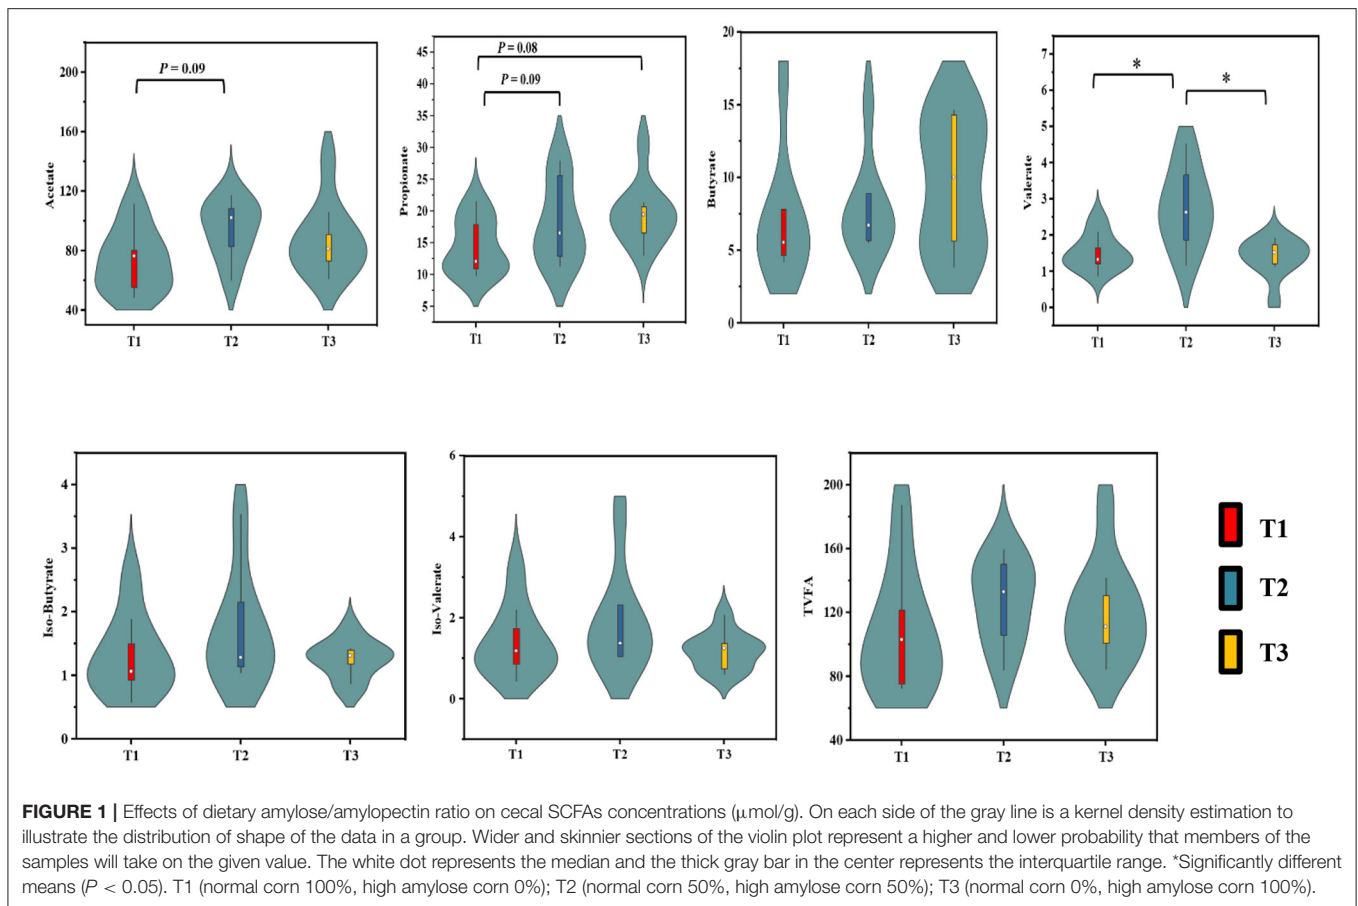 Acetate
200
160
120
80
40
P = 0.09
T1 T2 T3
Propionate
45
40
35
30
25
20
15
10
5
P = 0.08
P = 0.09
T1 T2 T3
Butyrate
20
15
10
5
0
T1 T2 T3
Valerate
7
6
5
4
3
2
1
0
* *
T1 T2 T3
Iso-Butyrate
4
3
2
1
0
T1 T2 T3
Iso-Valerate
6
4
2
0
T1 T2 T3
TVFA
200
160
120
80
40
T1 T2 T3
T1
T2
T3
FIGURE 1 | Effects of dietary amylose/amylopectin ratio on cecal SCFAs concentrations (μmol/g). On each side of the gray line is a kernel density estimation to
illustrate the distribution of shape of the data in a group. Wider and skinnier sections of the violin plot represent a higher and lower probability that members of the
samples will take on the given value. The white dot represents the median and the thick gray bar in the center represents the interquartile range. *Significantly different
means (P < 0.05). T1 (normal corn 100%, high amylose corn 0%); T2 (normal corn 50%, high amylose corn 50%); T3 (normal corn 0%, high amylose corn 100%).